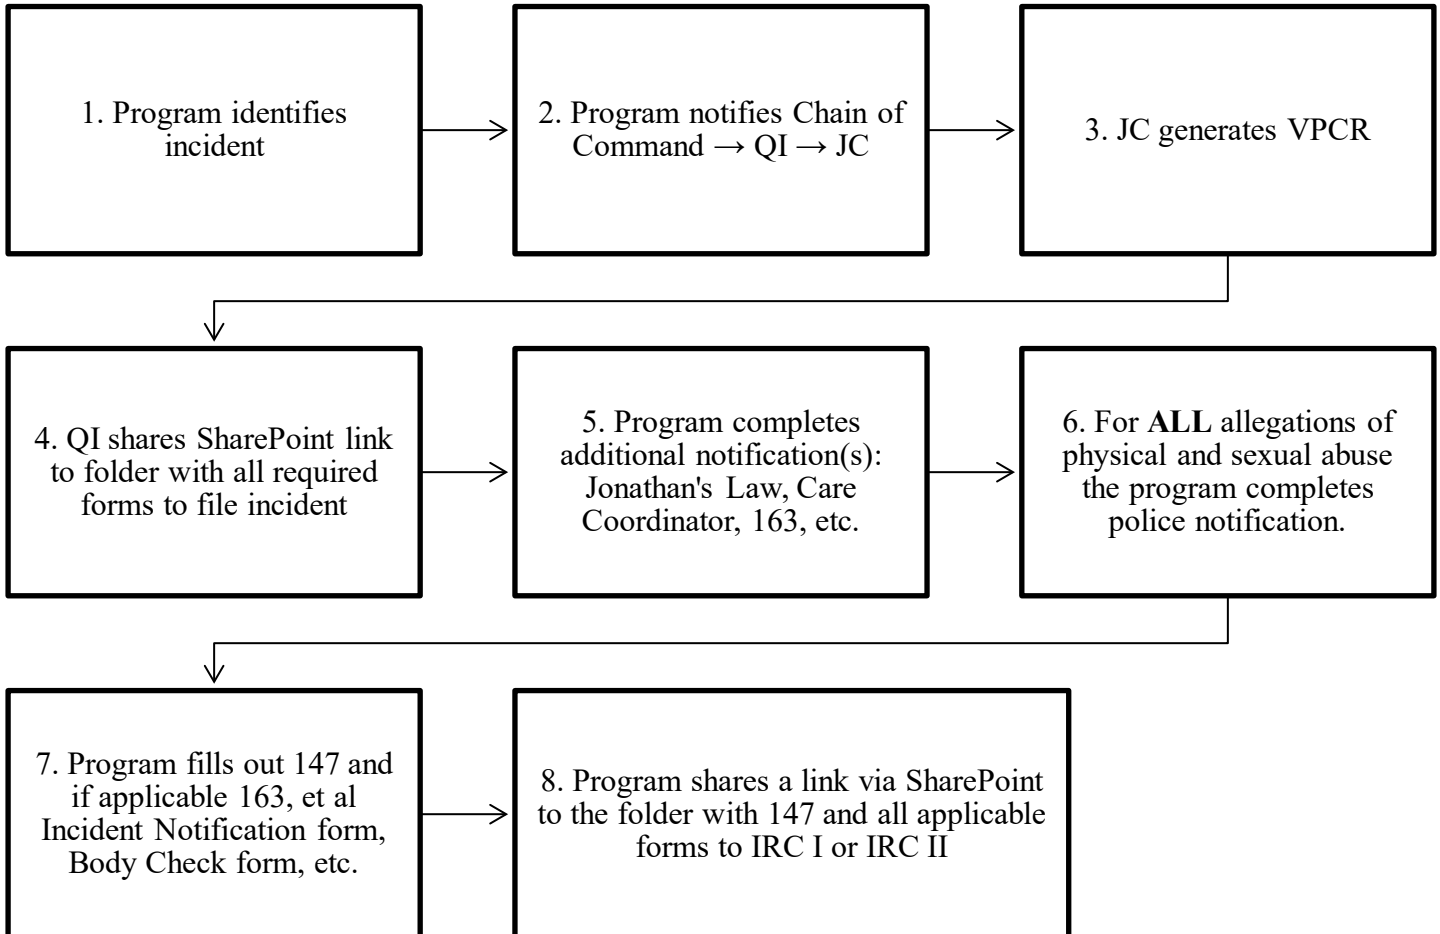 1. Program identifies
incident
2. Program notifies Chain of
Command → QI → JC
3. JC generates VPCR
4. QI shares SharePoint link
to folder with all required
forms to file incident
5. Program completes
additional notification(s):
Jonathan's Law, Care
Coordinator, 163, etc.
6. For ALL allegations of
physical and sexual abuse
the program completes
police notification.
7. Program fills out 147 and
if applicable 163, et al
Incident Notification form,
Body Check form, etc.
8. Program shares a link via SharePoint
to the folder with 147 and all applicable
forms to IRC I or IRC II